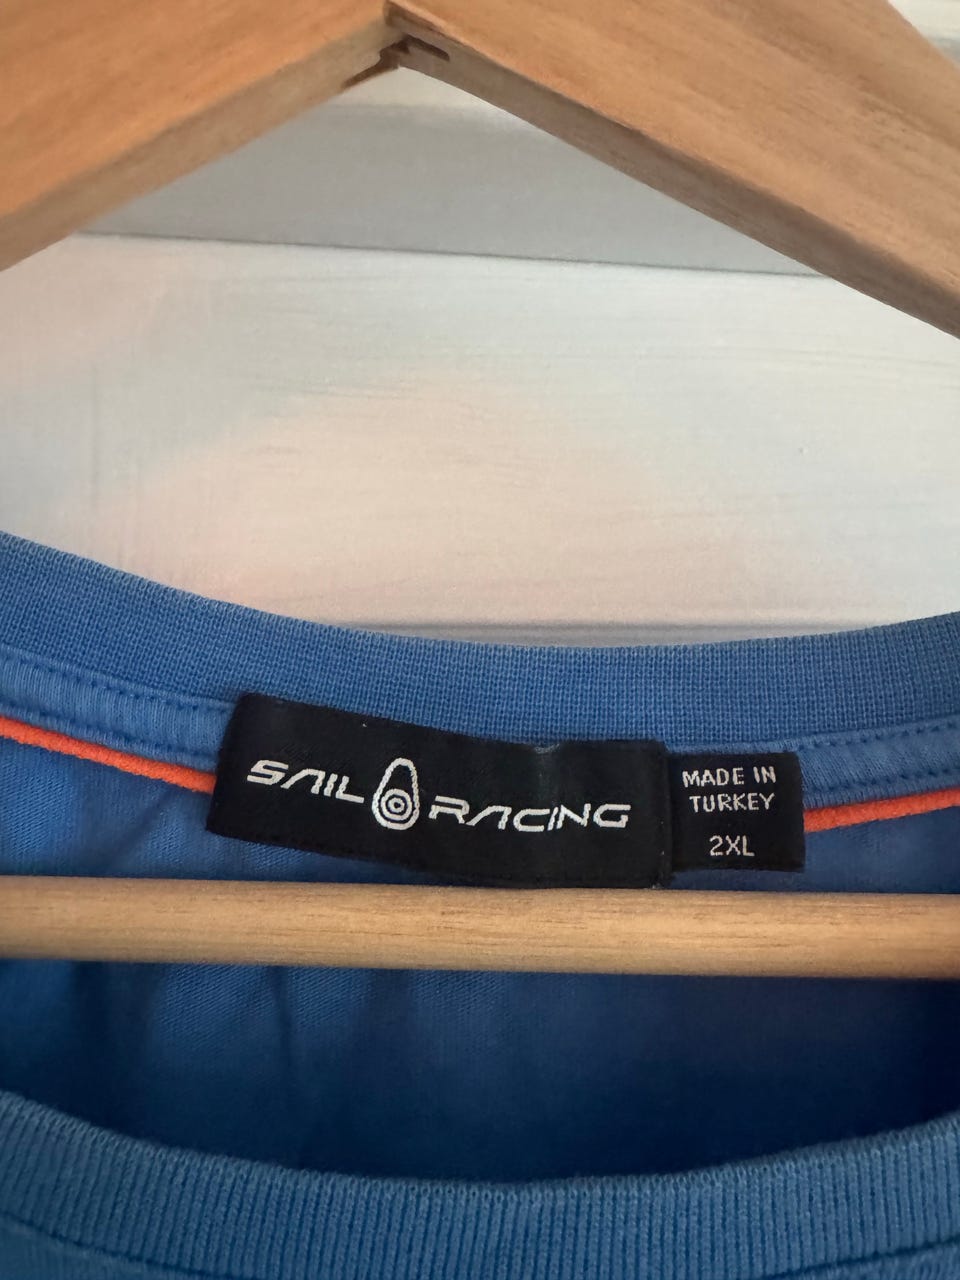 SAIL RACING
MADE IN
TURKEY
2XL